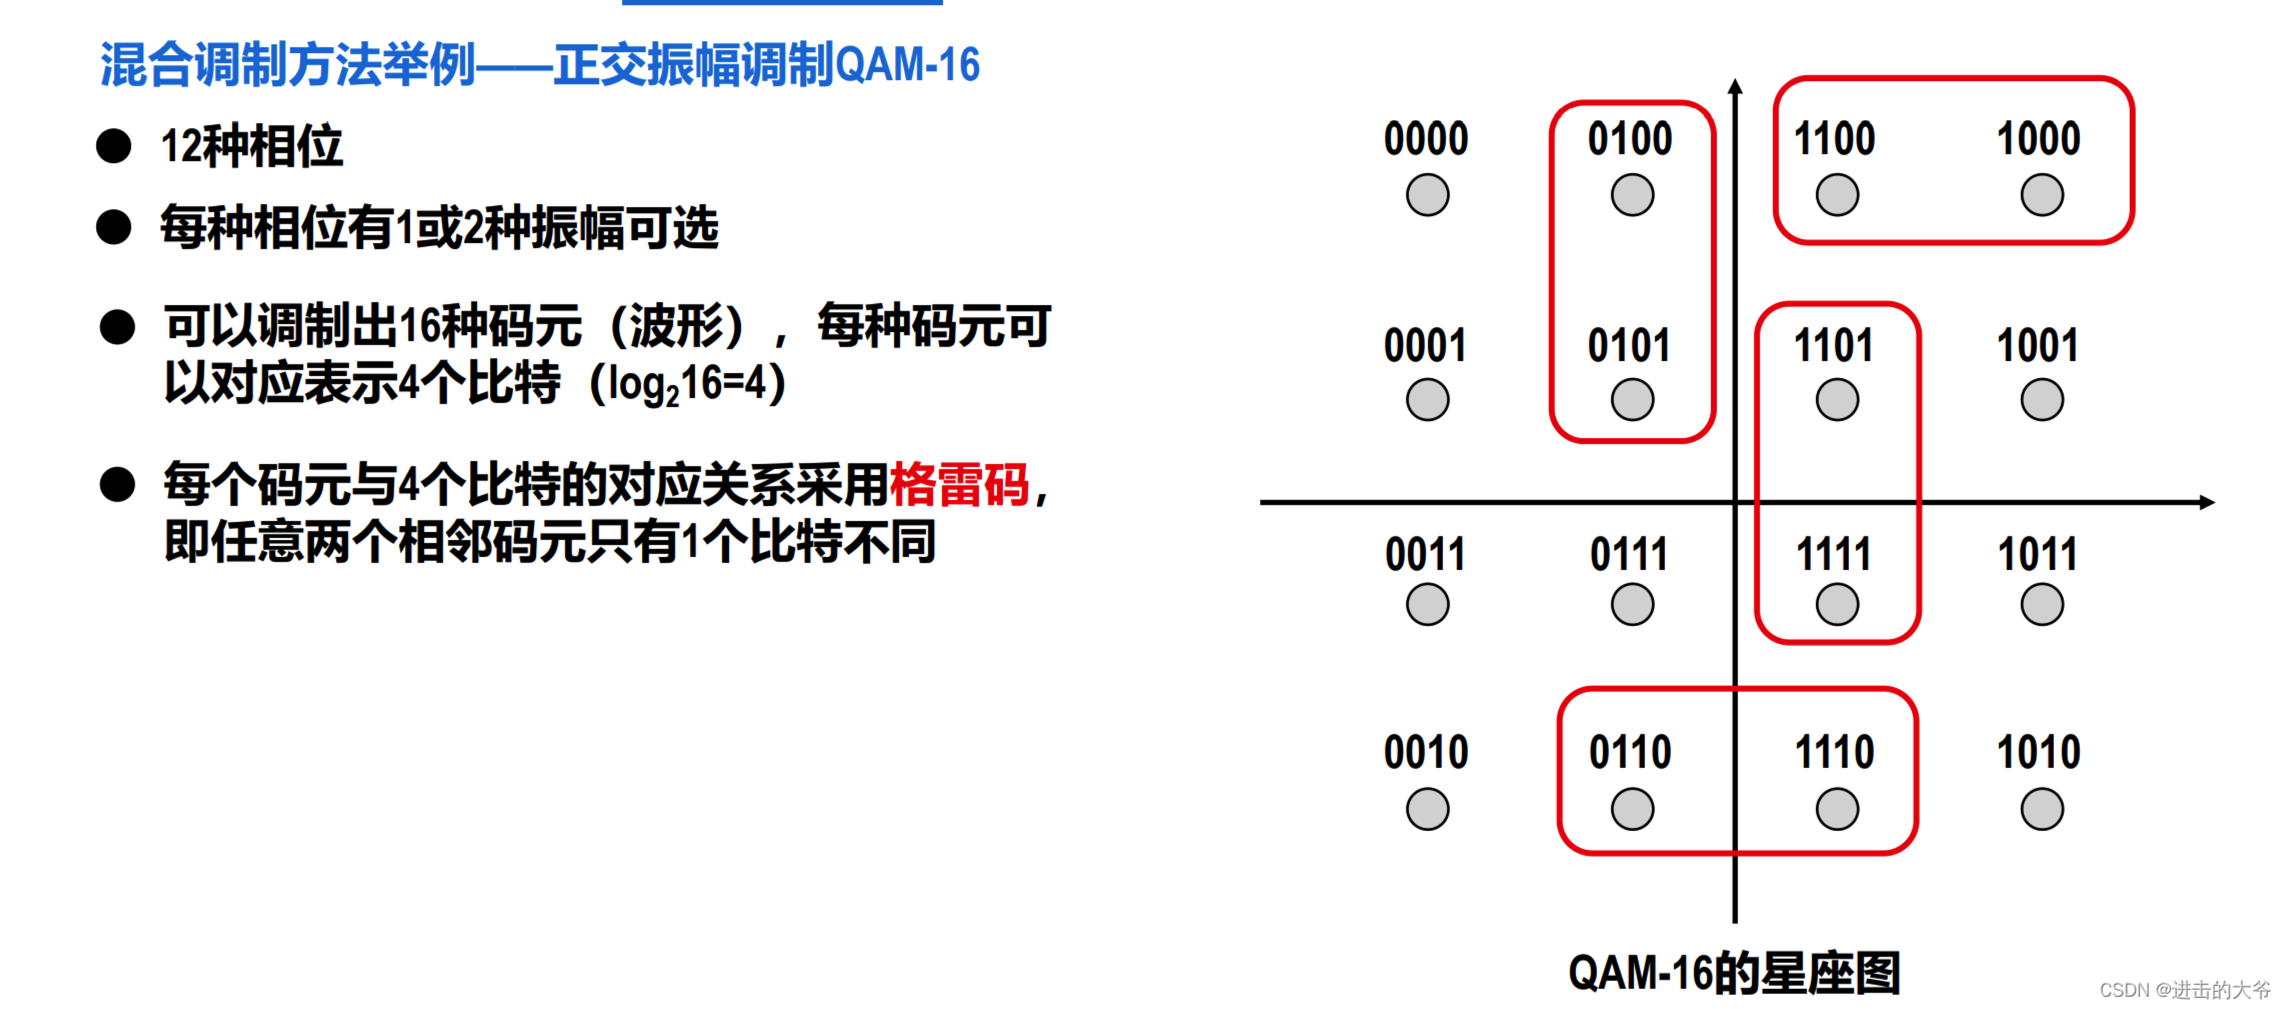 混合调制方法举例——正交振幅调制QAM-16
● 12种相位
● 每种相位有1或2种振幅可选
● 可以调制出16种码元（波形），每种码元可
以对应表示4个比特（log₂16=4）
● 每个码元与4个比特的对应关系采用格雷码，
即任意两个相邻码元只有1个比特不同
0000 0100 1100 1000
0001 0101 1101 1001
0011 0111 1111 1011
0010 0110 1110 1010
QAM-16的星座图
CSDN @进击的大爷